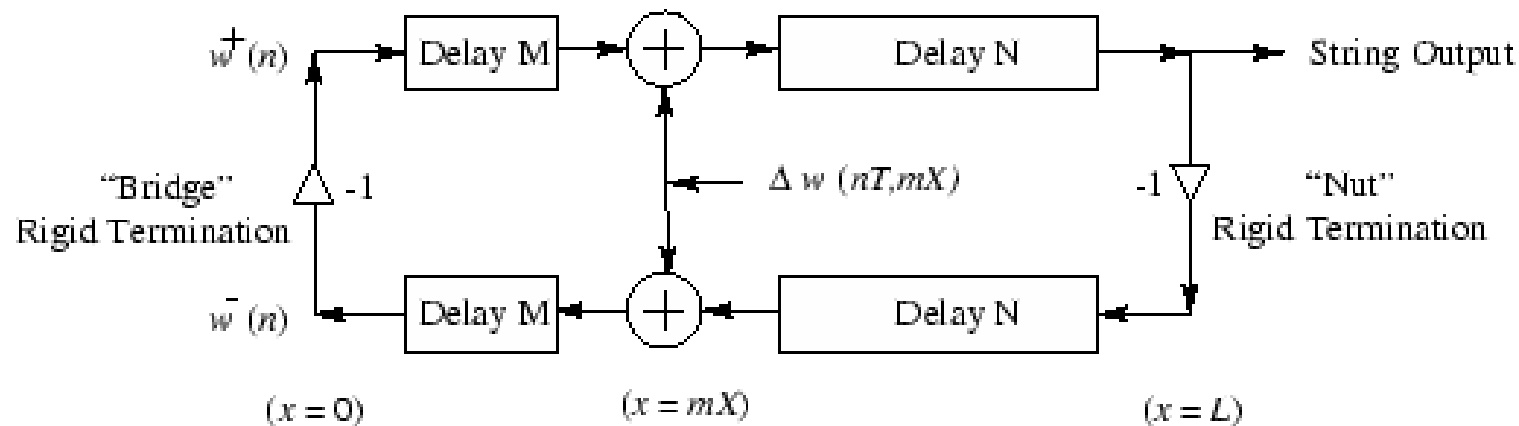 w⁺(n)
Delay M
+
Delay N
String Output
“Bridge”
Rigid Termination
-1
Δ w (nT,mX)
-1
“Nut”
Rigid Termination
w⁻(n)
Delay M
+
Delay N
(x = 0)
(x = mX)
(x = L)